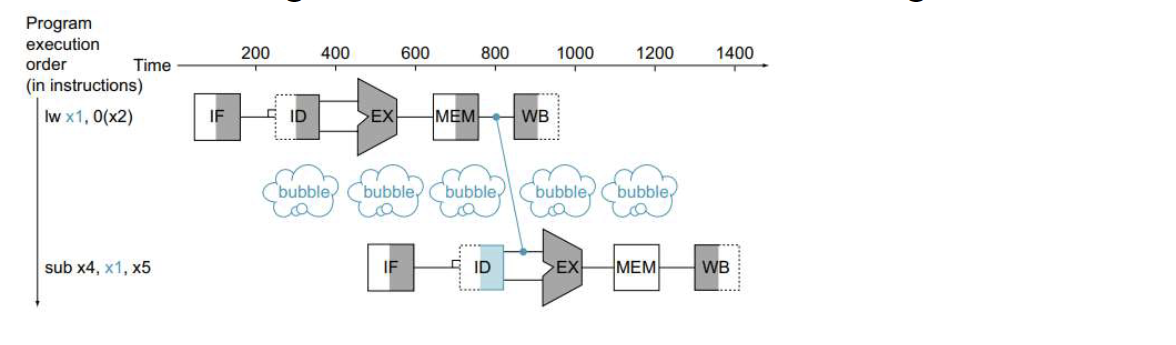 Program
execution
order
(in instructions)
Time
200 400 600 800 1000 1200 1400
lw x1, 0(x2)
IF ID EX MEM WB
bubble bubble bubble bubble bubble
sub x4, x1, x5
IF ID EX MEM WB